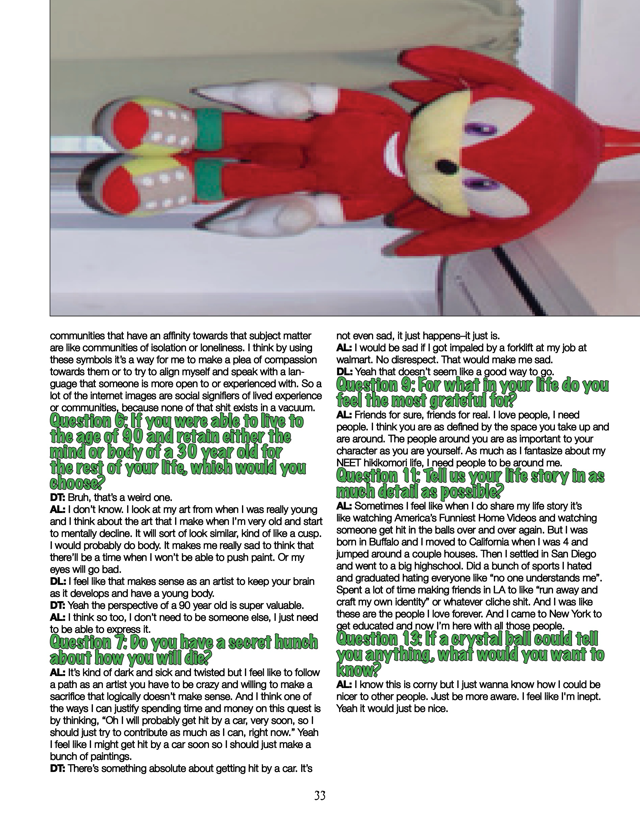 communities that have an affinity towards that subject matter
are like communities of isolation or loneliness. I think by using
these symbols it's a way for me to make a plea of compassion
towards them or to try to align myself and speak with a lan-
guage that someone is more open to or experienced with. So a
lot of the internet images are social signifiers of lived experience
or communities, because none of that shit exists in a vacuum.
Question 6: If you were able to live to
the age of 90 and retain either the
mind or body of a 30 year old for
the rest of your life, which would you
choose?
DT: Bruh, that's a weird one.
AL: I don't know. I look at my art from when I was really young
and I think about the art that I make when I'm very old and start
to mentally decline. It will sort of look similar, kind of like a cusp.
I would probably do body. It makes me really sad to think that
there'll be a time when I won't be able to push paint. Or my
eyes will go bad.
DL: I feel that makes sense as an artist to keep your brain
as it develops and have a young body.
DT: Yeah the perspective of a 90 year old is super valuable.
AL: I think so too, I don't need to be someone else, I just need
to be able to express it.
Question 7: Do you have a secret hunch
about how you will die?
AL: It's kind of dark and sick and twisted but I feel like to follow
a path as an artist you have to be crazy and willing to make a
sacrifice that logically doesn't make sense. And I think one of
the ways I can justify spending time and money on this quest is
by thinking, "Oh I will probably get hit by a car, very soon, so I
should just try to contribute as much as I can, right now." Yeah
I feel like I might get hit by a car soon so I should just make a
bunch of paintings.
DT: There's something absolute about getting hit by a car. It's
not even sad, it just happens–it just is.
AL: I would be sad if I got impaled by a forklift at my job at
walmart. No disrespect. That would make me sad.
DL: Yeah that doesn't seem like a good way to go.
Question 9: For what in your life do you
feel the most grateful for?
AL: Friends for sure, friends for real. I love people, I need
people. I think you are as defined by the space you take up and
are around. The people around you are as important to your
character as you are yourself. As much as I fantasize about my
NEET hikikomori life, I need people to be around me.
Question 11: Tell us your life story in as
much detail as possible?
AL: Sometimes I feel like when I do share my life story it's
like watching America's Funniest Home Videos and watching
someone get hit in the balls over and over again. But I was
born in Buffalo and I moved to California when I was 4 and
jumped around a couple houses. Then I settled in San Diego
and went to a big highschool. Did a bunch of sports I hated
and graduated hating everyone like "no one understands me".
Spent a lot of time making friends in LA to like "run away and
craft my own identity" or whatever cliche shit. And I was like
these are the people I love forever. And I came to New York to
get educated and now I'm here with all those people.
Question 13: If a crystal ball could tell
you anything, what would you want to
know?
AL: I know this is corny but I just wanna know how I could be
nicer to other people. Just be more aware. I feel like I'm inept.
Yeah it would just be nice.
33